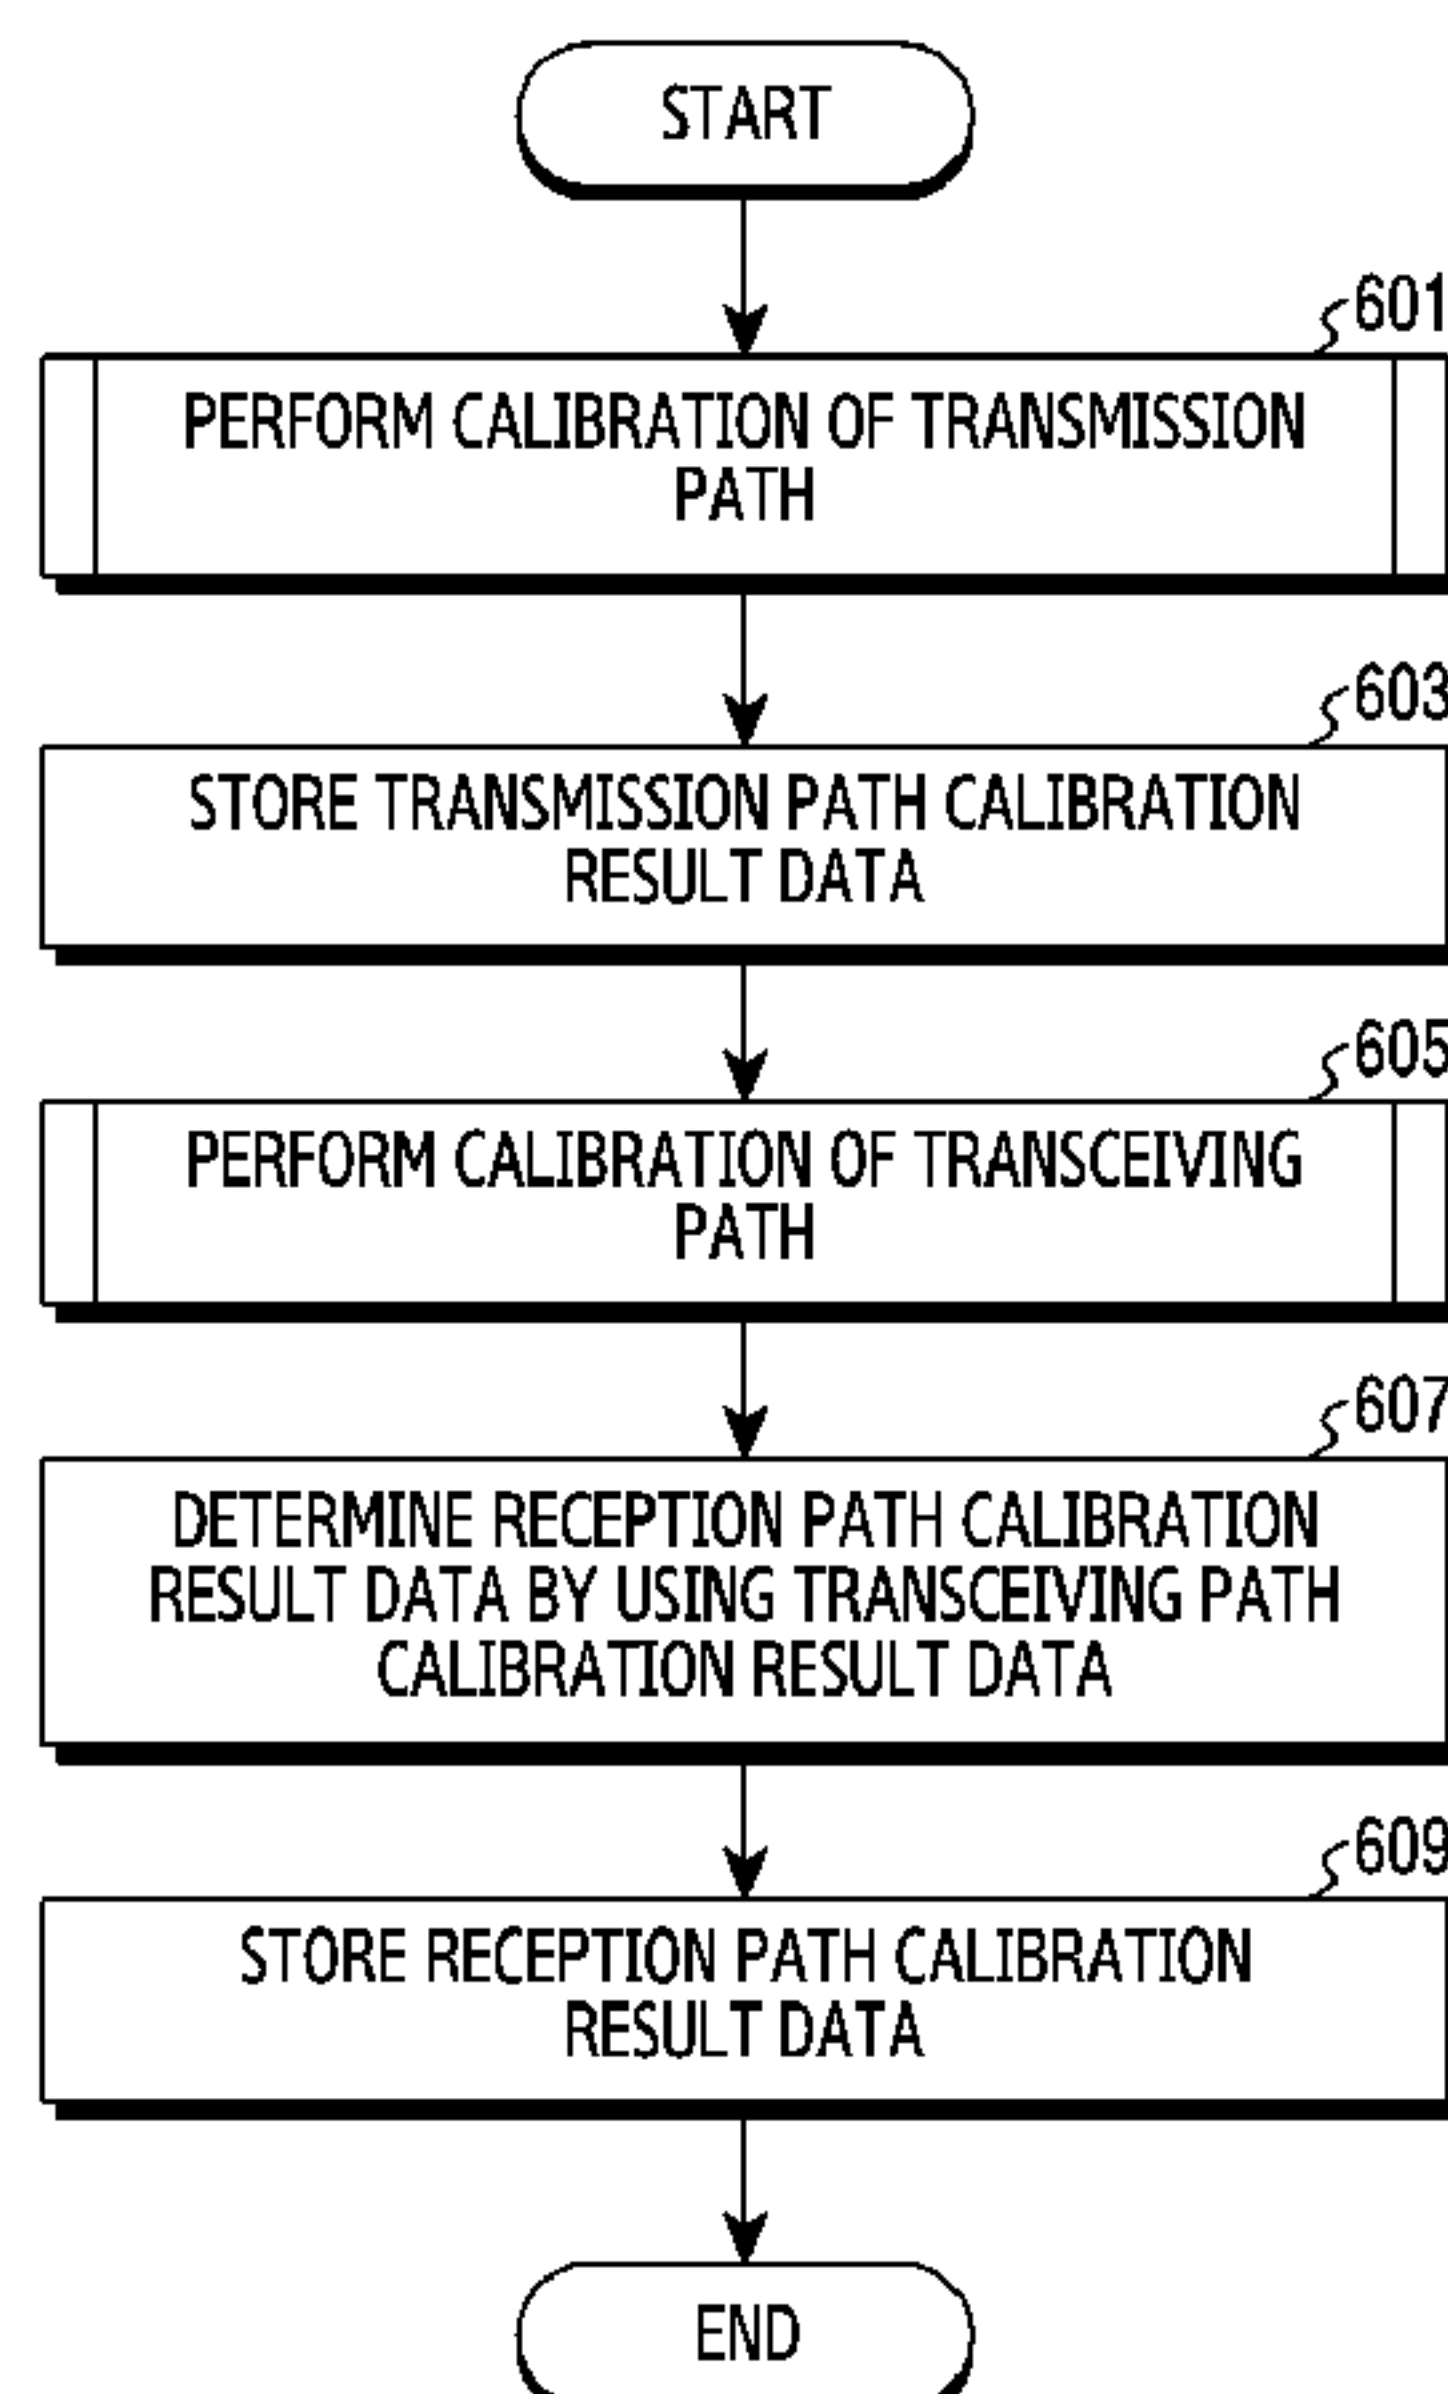 START
601
PERFORM CALIBRATION OF TRANSMISSION
PATH
603
STORE TRANSMISSION PATH CALIBRATION
RESULT DATA
605
PERFORM CALIBRATION OF TRANSCEIVING
PATH
607
DETERMINE RECEPTION PATH CALIBRATION
RESULT DATA BY USING TRANSCEIVING PATH
CALIBRATION RESULT DATA
609
STORE RECEPTION PATH CALIBRATION
RESULT DATA
END